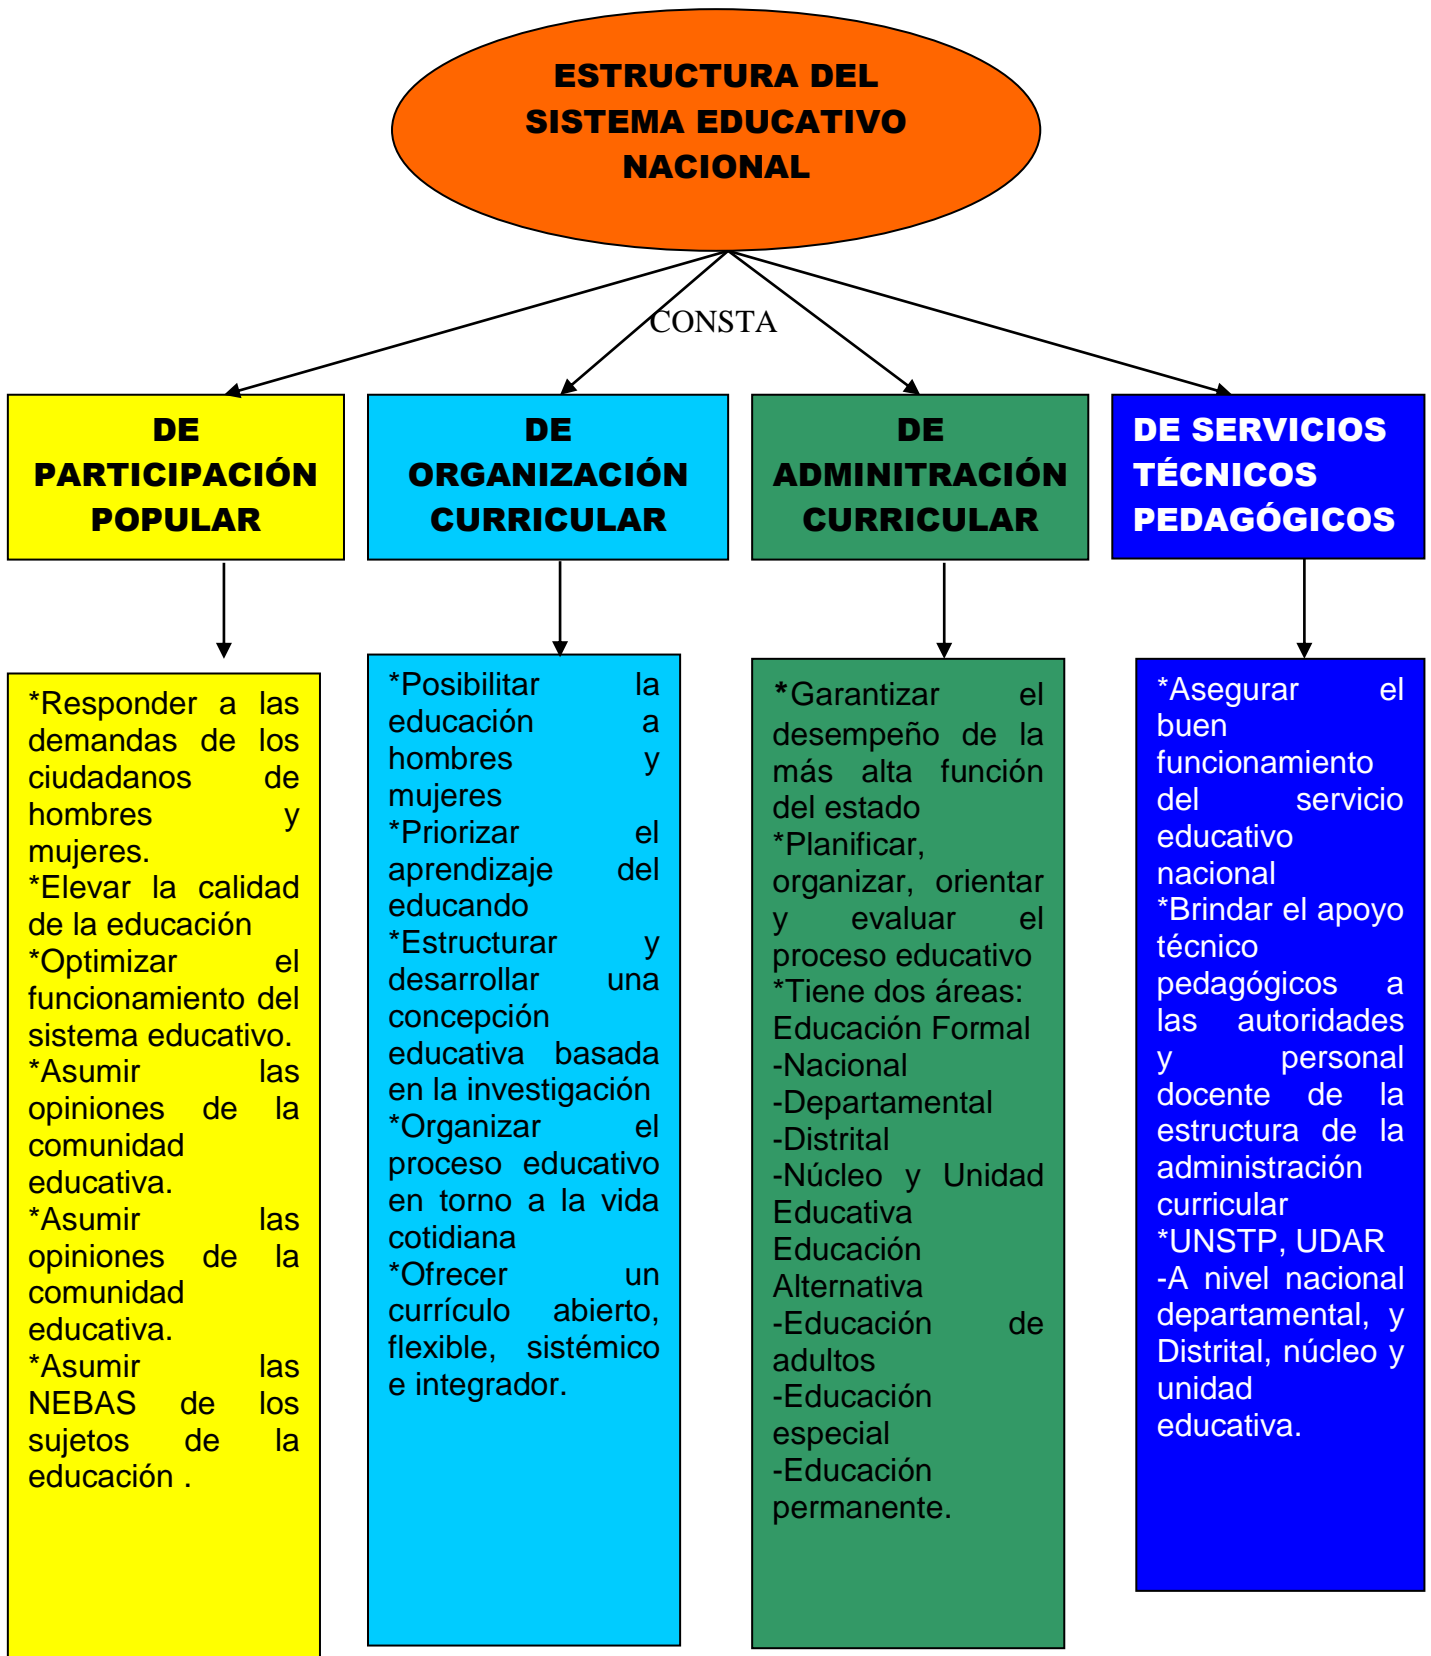 ESTRUCTURA DEL
SISTEMA EDUCATIVO
NACIONAL
CONSTA
DE
PARTICIPACIÓN
POPULAR
DE
ORGANIZACIÓN
CURRICULAR
DE
ADMINITRACIÓN
CURRICULAR
DE SERVICIOS
TÉCNICOS
PEDAGÓGICOS
*Responder a las
demandas de los
ciudadanos de
hombres y
mujeres.
*Elevar la calidad
de la educación
*Optimizar el
funcionamiento del
sistema educativo.
*Asumir las
opiniones de la
comunidad
educativa.
*Asumir las
opiniones de la
comunidad
educativa.
*Asumir las
NEBAS de los
sujetos de la
educación .
*Posibilitar la
educación a
hombres y
mujeres
*Priorizar el
aprendizaje del
educando
*Estructurar y
desarrollar una
concepción
educativa basada
en la investigación
*Organizar el
proceso educativo
en torno a la vida
cotidiana
*Ofrecer un
currículo abierto,
flexible, sistémico
e integrador.
*Garantizar el
desempeño de la
más alta función
del estado
*Planificar,
organizar, orientar
y evaluar el
proceso educativo
*Tiene dos áreas:
Educación Formal
-Nacional
-Departamental
-Distrital
-Núcleo y Unidad
Educativa
Educación
Alternativa
-Educación de
adultos
-Educación
especial
-Educación
permanente.
*Asegurar el
buen
funcionamiento
del servicio
educativo
nacional
*Brindar el apoyo
técnico
pedagógicos a
las autoridades
y personal
docente de la
estructura de la
administración
curricular
*UNSTP, UDAR
-A nivel nacional
departamental, y
Distrital, núcleo y
unidad
educativa.